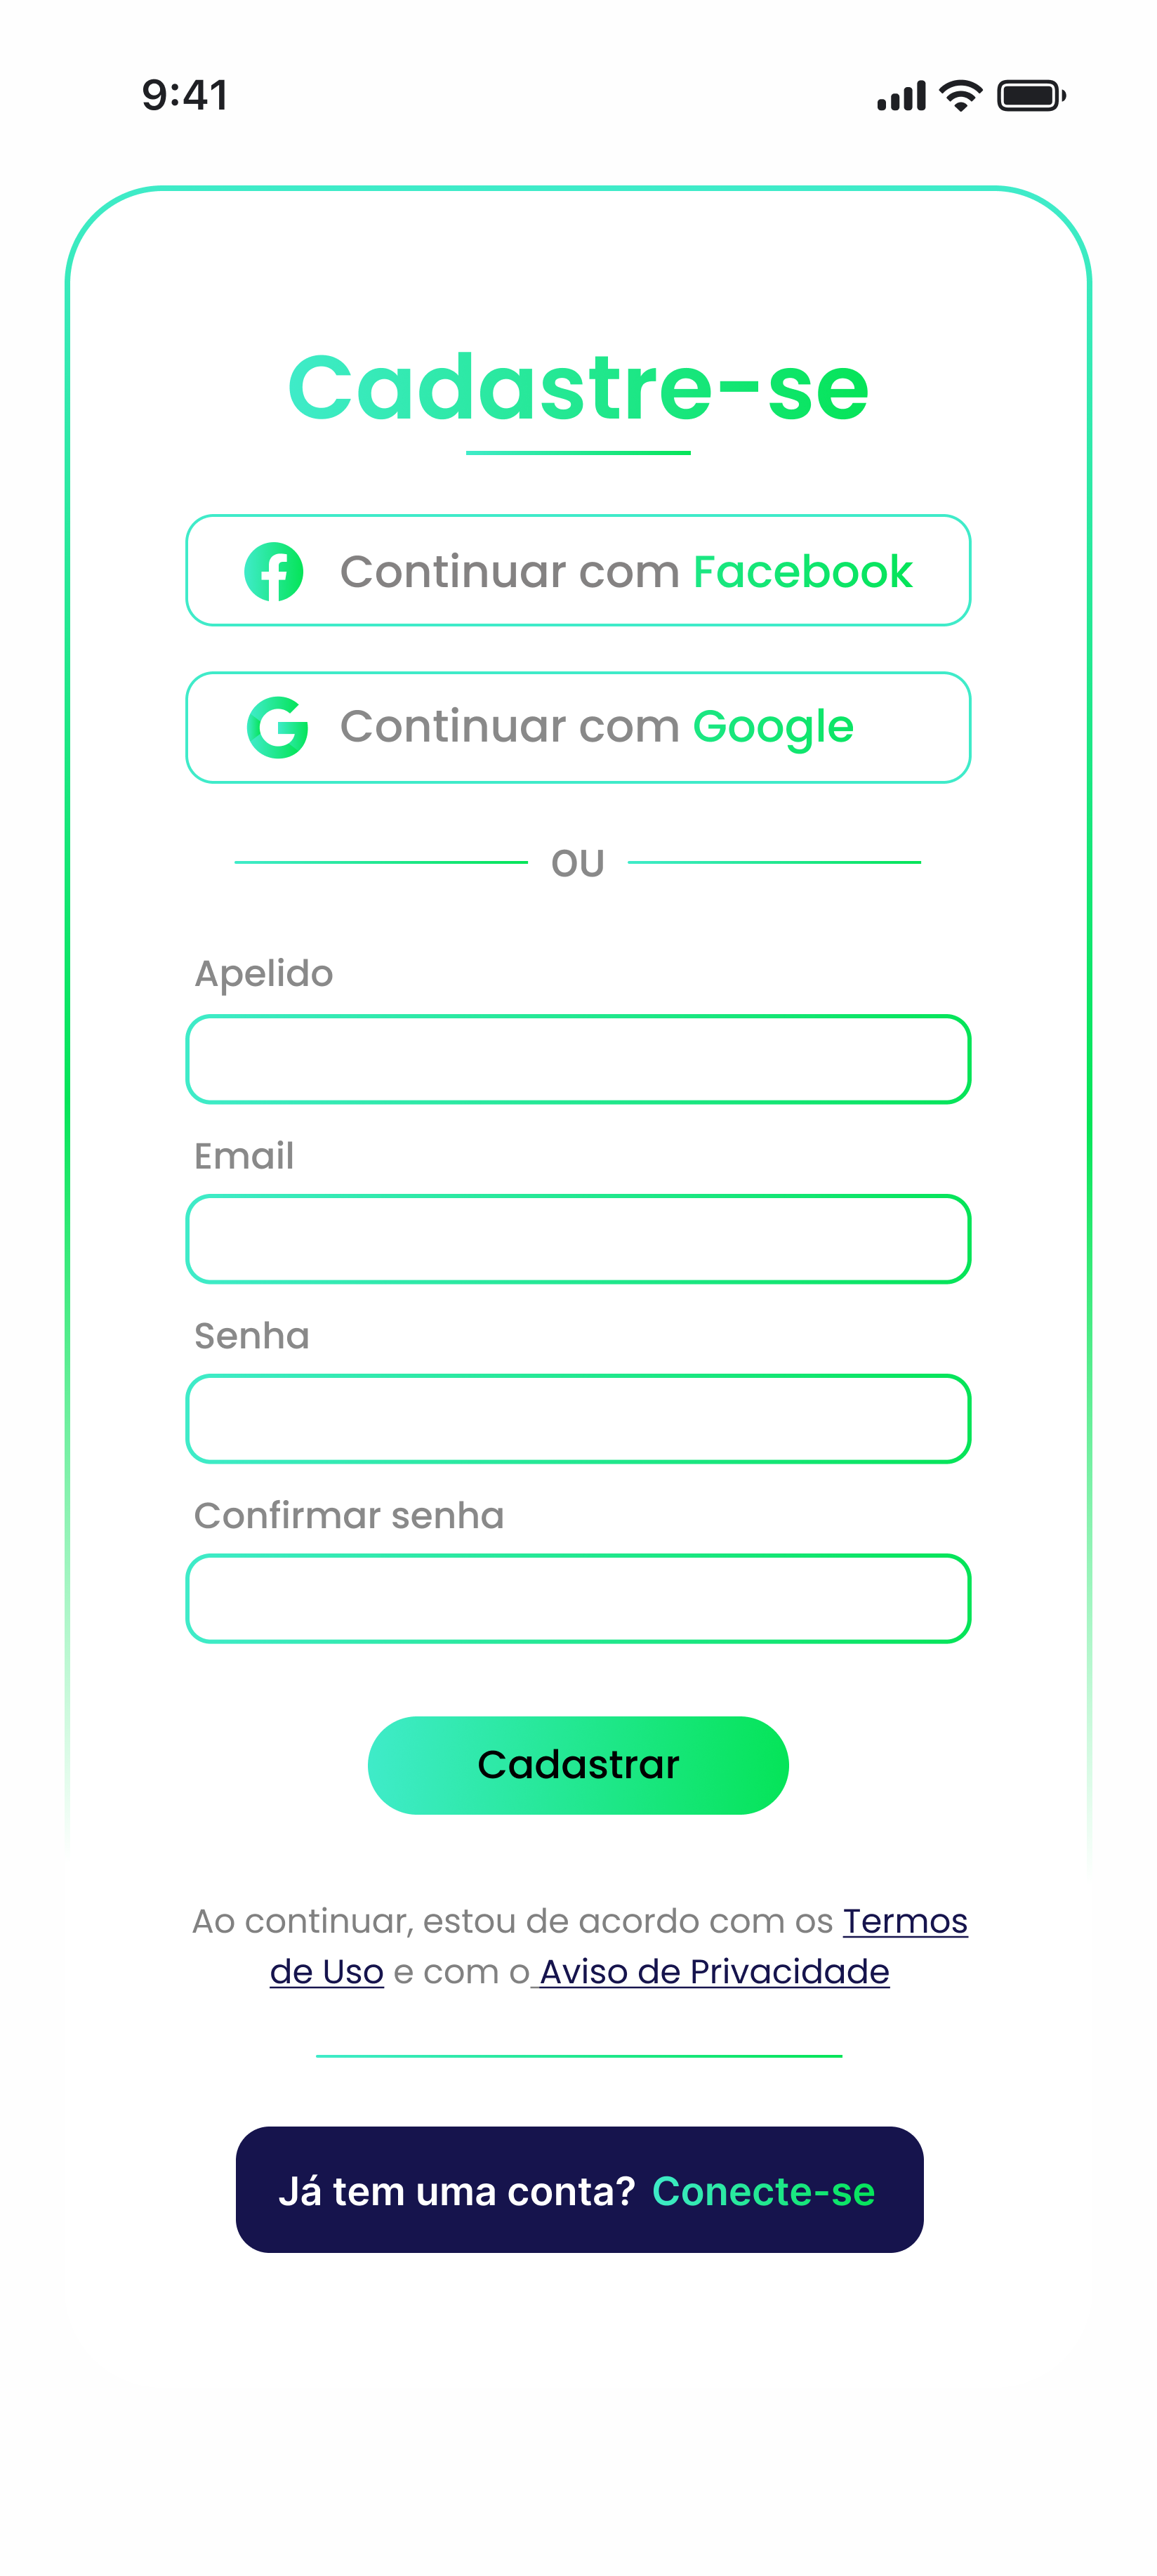 9:41
Cadastre-se
Continuar com Facebook
Continuar com Google
OU
Apelido
Email
Senha
Confirmar senha
Cadastrar
Ao continuar, estou de acordo com os Termos
de Uso e com o Aviso de Privacidade
Já tem uma conta? Conecte-se